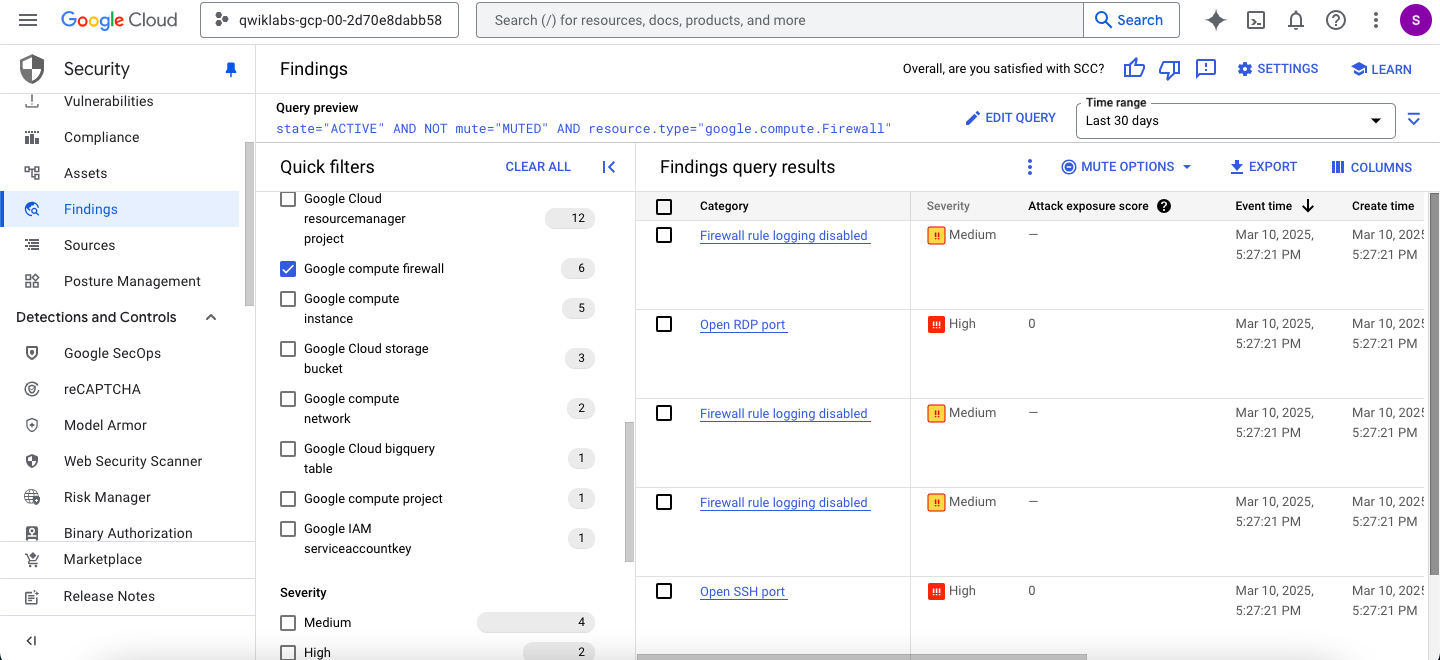 Google Cloud
qwiklabs-gcp-00-2d70e8dabb58
Search (/) for resources, docs, products, and more
Search
S
Security
Vulnerabilities
Compliance
Assets
Findings
Sources
Posture Management
Detections and Controls
Google SecOps
reCAPTCHA
Model Armor
Web Security Scanner
Risk Manager
Binary Authorization
Marketplace
Release Notes
Findings
Overall, are you satisfied with SCC?
SETTINGS
LEARN
Query preview
state="ACTIVE" AND NOT mute="MUTED" AND resource.type="google.compute.Firewall"
EDIT QUERY
Time range
Last 30 days
Quick filters
CLEAR ALL
Google Cloud
resourcemanager
project
12
Google compute firewall
6
Google compute
instance
5
Google Cloud storage
bucket
3
Google compute
network
2
Google Cloud bigquery
table
1
Google compute project
1
Google IAM
serviceaccountkey
1
Severity
Medium
4
High
2
Findings query results
MUTE OPTIONS
EXPORT
COLUMNS
Category Severity Attack exposure score Event time Create time
Firewall rule logging disabled Medium — Mar 10, 2025, Mar 10, 2025
5:27:21 PM 5:27:21 PM
Open RDP port High 0 Mar 10, 2025, Mar 10, 2025
5:27:21 PM 5:27:21 PM
Firewall rule logging disabled Medium — Mar 10, 2025, Mar 10, 2025
5:27:21 PM 5:27:21 PM
Firewall rule logging disabled Medium — Mar 10, 2025, Mar 10, 2025
5:27:21 PM 5:27:21 PM
Open SSH port High 0 Mar 10, 2025, Mar 10, 2025
5:27:21 PM 5:27:21 PM